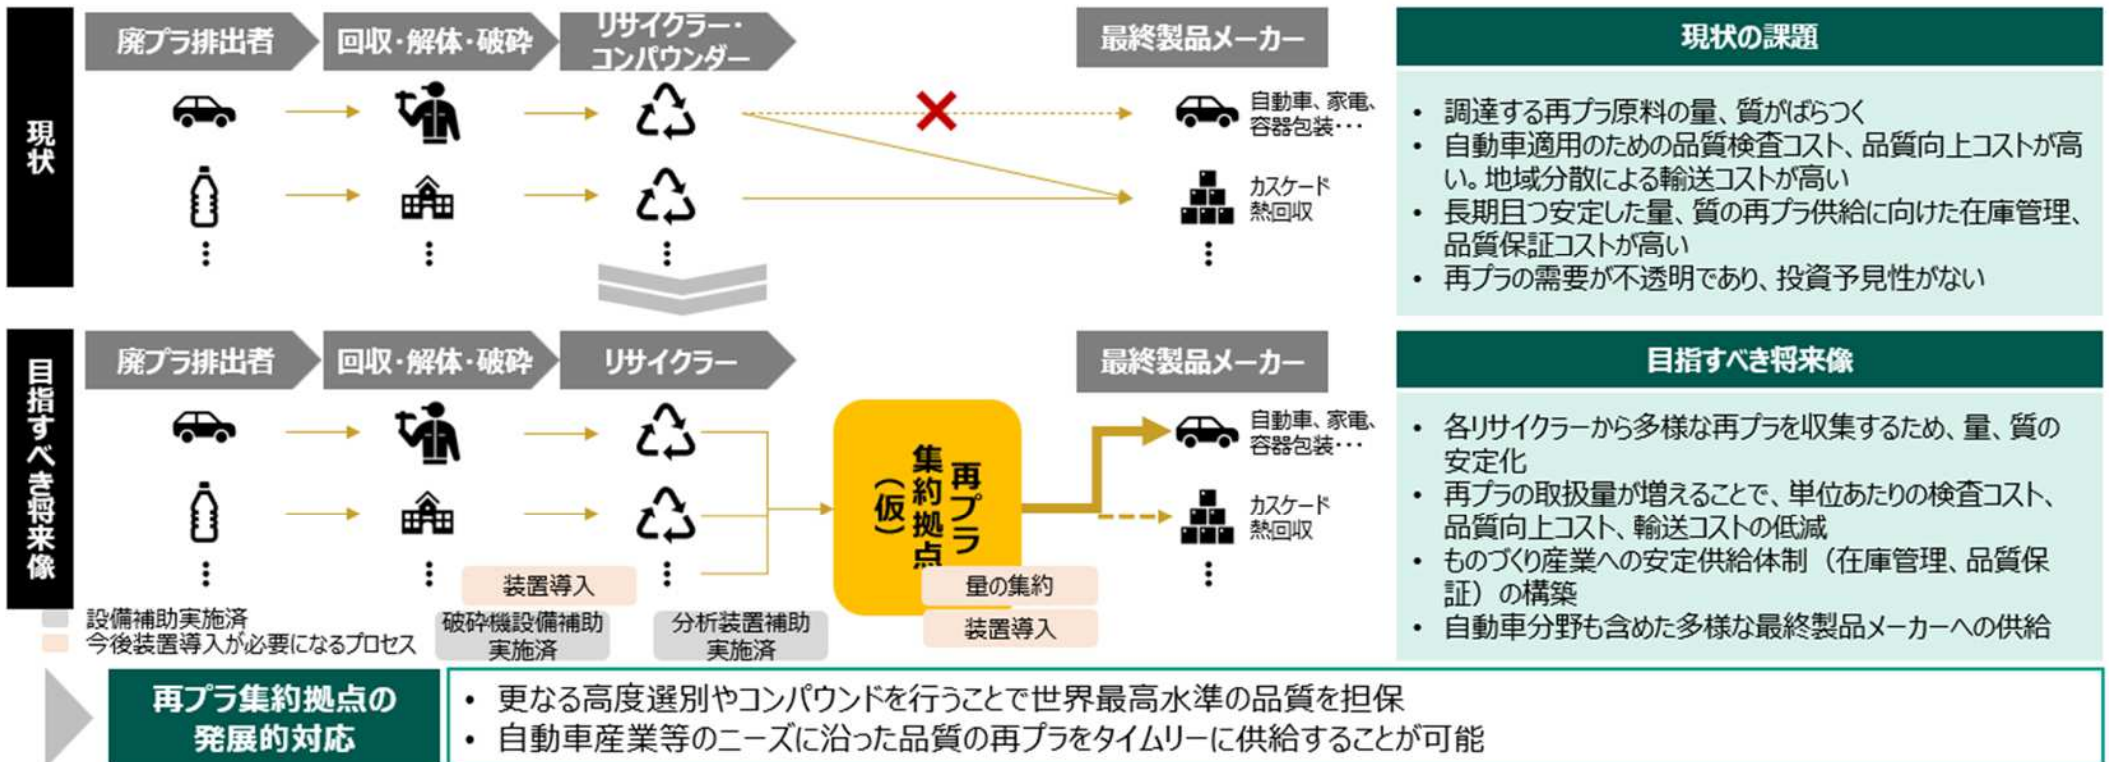 現状
廃プラ排出者
回収・解体・破砕
リサイクラー・
コンパウンダー
最終製品メーカー
自動車、家電、
容器包装･･･
カスケード
熱回収
現状の課題
• 調達する再プラ原料の量、質がばらつく
• 自動車適用のための品質検査コスト、品質向上コストが高
い。地域分散による輸送コストが高い
• 長期且つ安定した量、質の再プラ供給に向けた在庫管理、
品質保証コストが高い
• 再プラの需要が不透明であり、投資予見性がない
目指すべき将来像
廃プラ排出者
回収・解体・破砕
リサイクラー
最終製品メーカー
再プラ
集約拠点
（仮）
自動車、家電、
容器包装･･･
カスケード
熱回収
装置導入
破砕機設備補助
実施済
分析装置補助
実施済
量の集約
装置導入
設備補助実施済
今後装置導入が必要になるプロセス
目指すべき将来像
• 各リサイクラーから多様な再プラを収集するため、量、質の
安定化
• 再プラの取扱量が増えることで、単位あたりの検査コスト、
品質向上コスト、輸送コストの低減
• ものづくり産業への安定供給体制（在庫管理、品質保
証）の構築
• 自動車分野も含めた多様な最終製品メーカーへの供給
再プラ集約拠点の
発展的対応
• 更なる高度選別やコンパウンドを行うことで世界最高水準の品質を担保
• 自動車産業等のニーズに沿った品質の再プラをタイムリーに供給することが可能